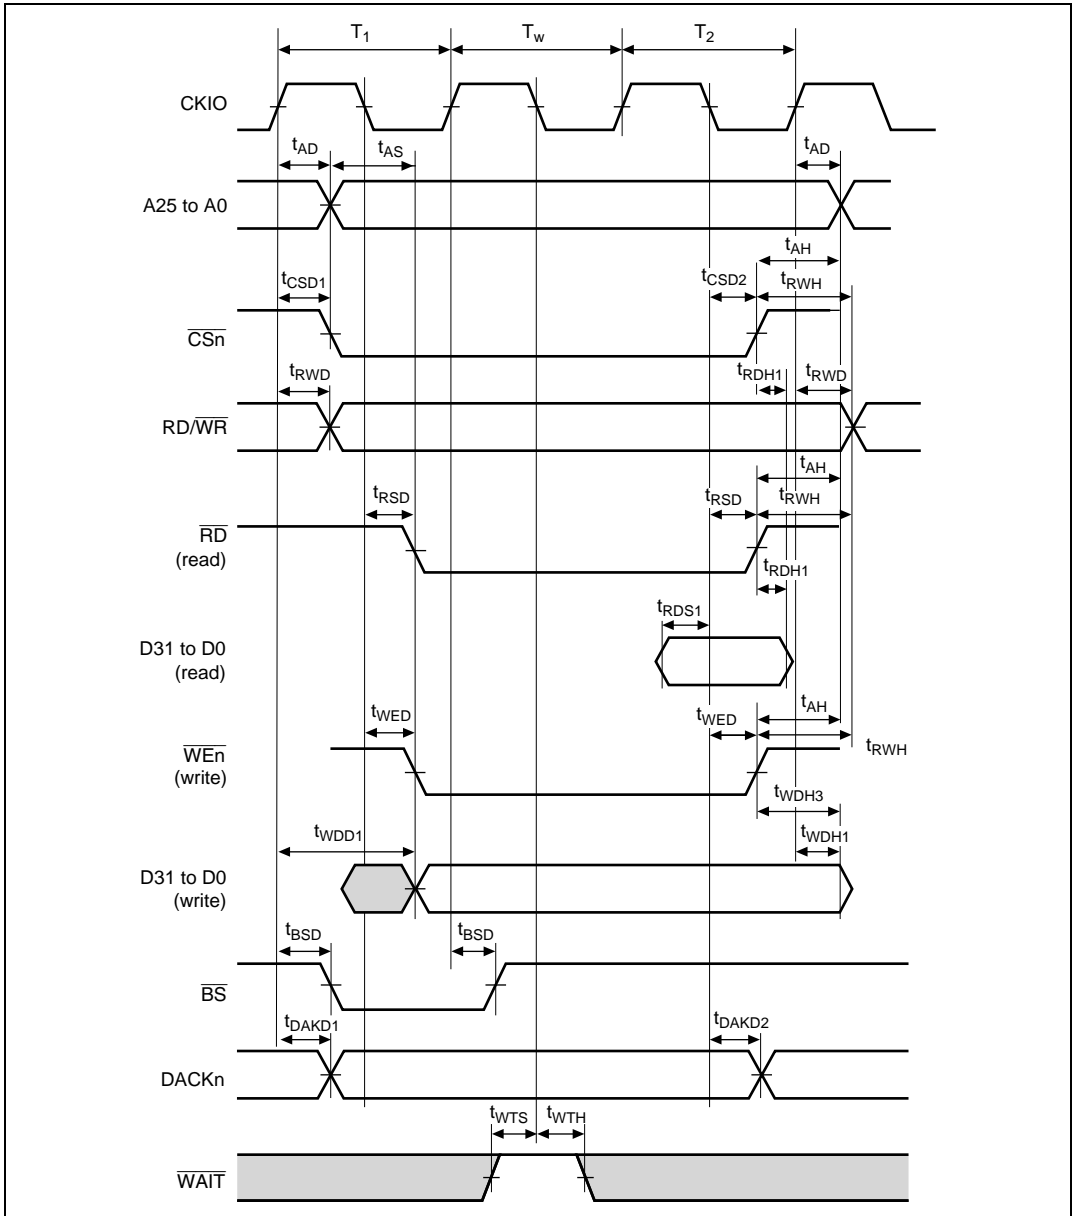 T1 Tw T2
CKIO
tAD tAS tAD
A25 to A0
tAH
tCSD1 tCSD2 tRWH
CSn
tRDH1
tRWD tRWD
RD/WR
tAH
tRSD tRSD tRWH
RD
(read)
tRDH1
tRDS1
D31 to D0
(read)
tAH
tWED tWED
tRWH
WEn
(write)
tWDH3
tWDD1 tWDH1
D31 to D0
(write)
tBSD tBSD
BS
tDAKD1 tDAKD2
DACKn
tWTS tWTH
WAIT